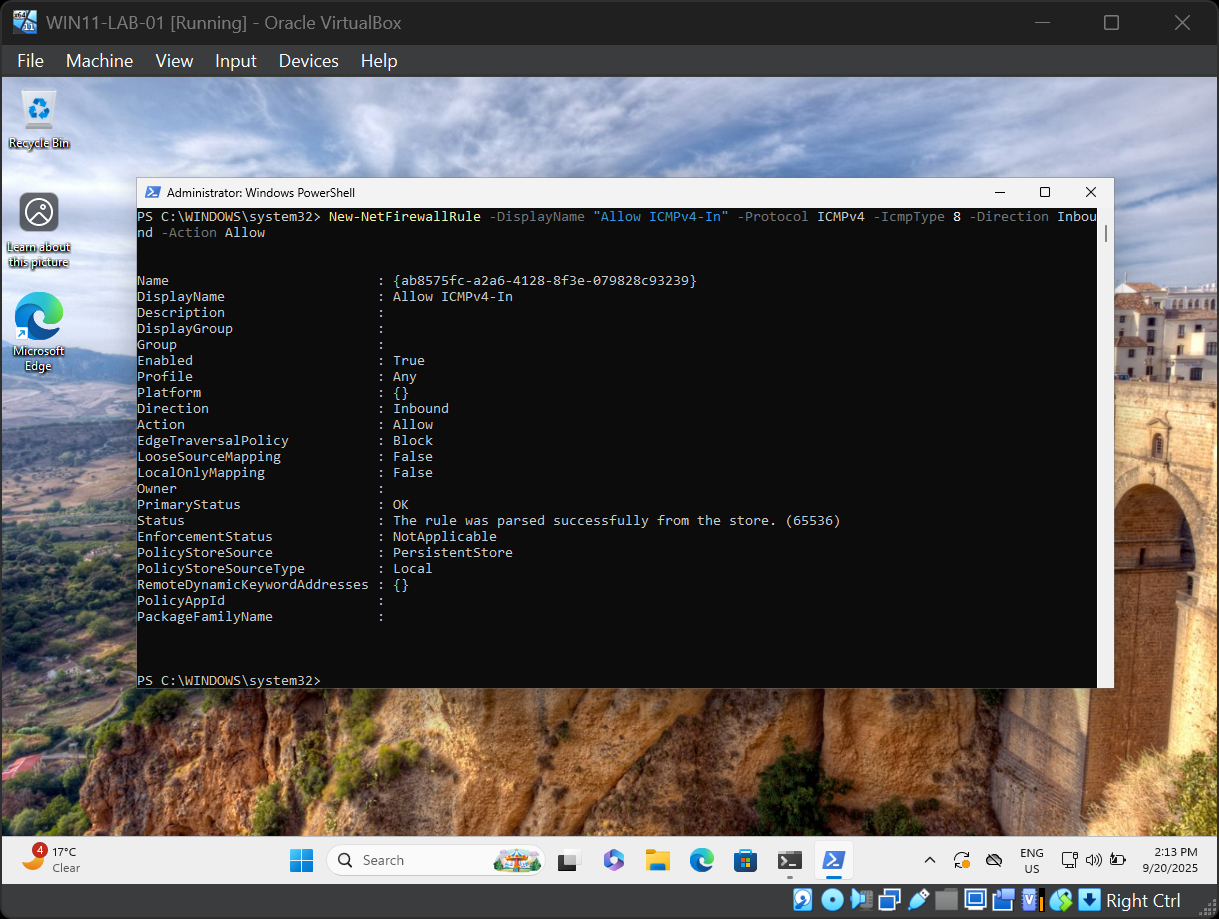 WIN11-LAB-01 [Running] - Oracle VirtualBox
File Machine View Input Devices Help
Recycle Bin
Learn about
this picture
Microsoft
Edge
Administrator: Windows PowerShell
PS C:\WINDOWS\system32> New-NetFirewallRule -DisplayName "Allow ICMPv4-In" -Protocol ICMPv4 -IcmpType 8 -Direction Inbou
nd -Action Allow
Name : {ab8575fc-a2a6-4128-8f3e-079828c93239}
DisplayName : Allow ICMPv4-In
Description :
DisplayGroup :
Group :
Enabled : True
Profile : Any
Platform : {}
Direction : Inbound
Action : Allow
EdgeTraversalPolicy : Block
LooseSourceMapping : False
LocalOnlyMapping : False
Owner :
PrimaryStatus : OK
Status : The rule was parsed successfully from the store. (65536)
EnforcementStatus : NotApplicable
PolicyStoreSource : PersistentStore
PolicyStoreSourceType : Local
RemoteDynamicKeywordAddresses : {}
PolicyAppId :
PackageFamilyName :
PS C:\WINDOWS\system32>
4
17°C
Clear
Search
ENG
US
2:13 PM
9/20/2025
Right Ctrl